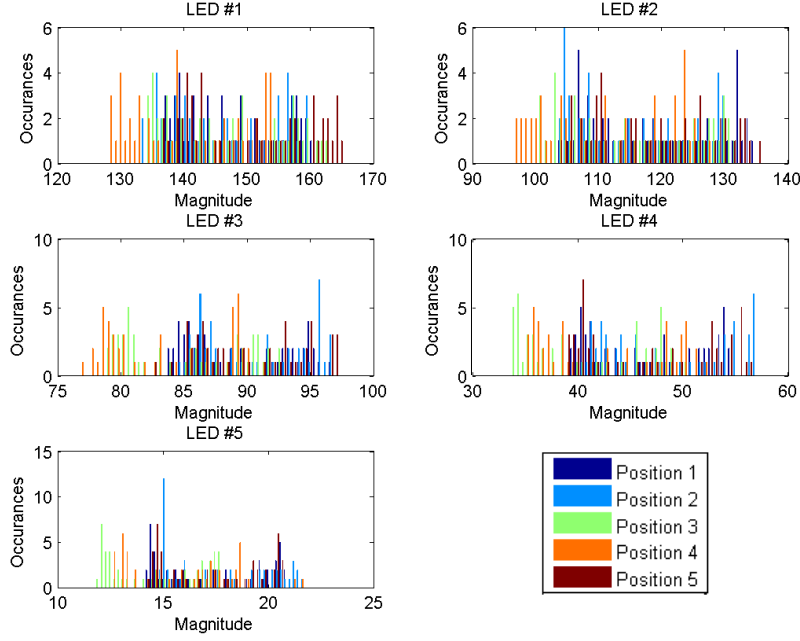 LED #1
6
4
2
0
Occurances
120 130 140 150 160 170
Magnitude
LED #2
6
4
2
0
Occurances
90 100 110 120 130 140
Magnitude
LED #3
10
5
0
Occurances
75 80 85 90 95 100
Magnitude
LED #4
10
5
0
Occurances
30 40 50 60
Magnitude
LED #5
15
10
5
0
Occurances
10 15 20 25
Magnitude
Position 1
Position 2
Position 3
Position 4
Position 5